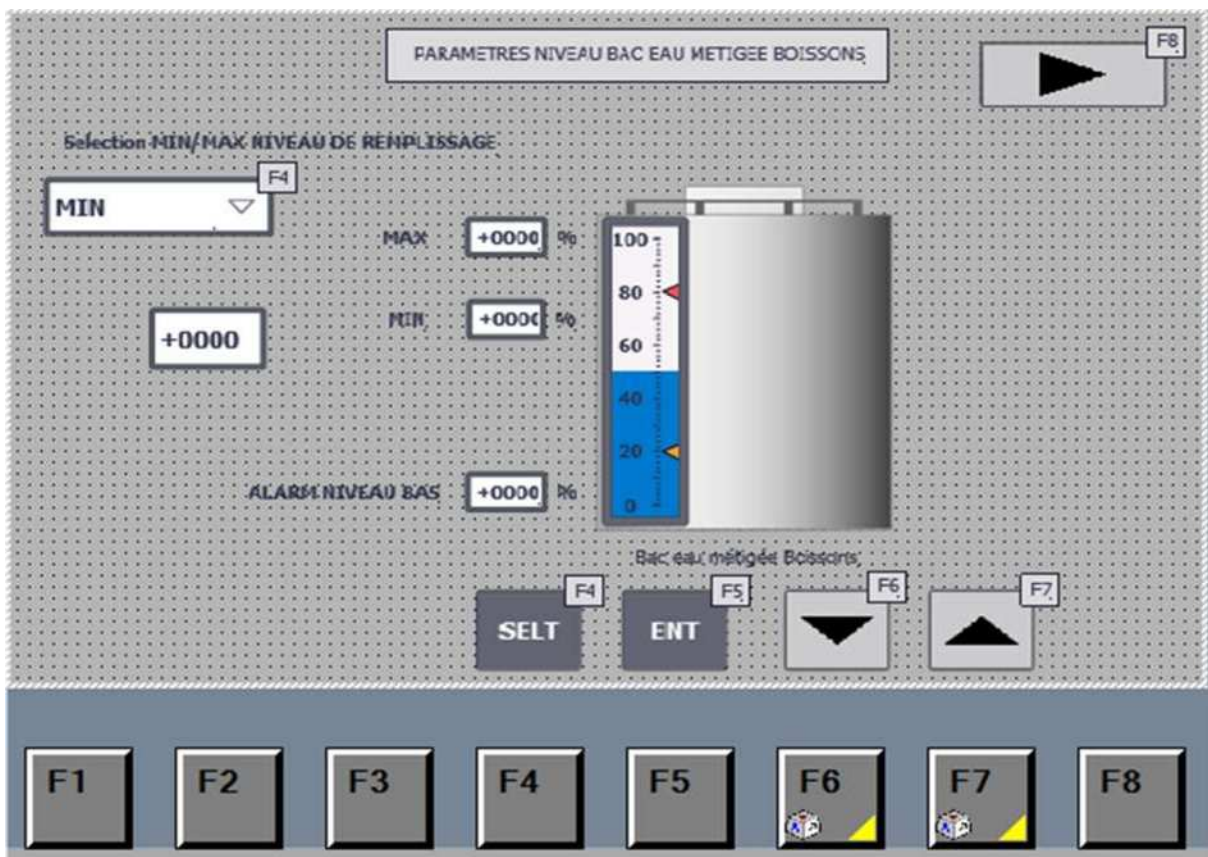 PARAMETRES NIVEAU BAC EAU METIGEE BOISSONS
F8
Selection MIN/MAX NIVEAU DE REMPLISSAGE
F4
MIN
MAX +0000 %
MIN +0000 %
+0000
ALARM NIVEAU BAS +0000 %
100
80
60
40
20
0
Bac eau métigée Boissons
F4 F5 F6 F7
SELT ENT
F1 F2 F3 F4 F5 F6 F7 F8